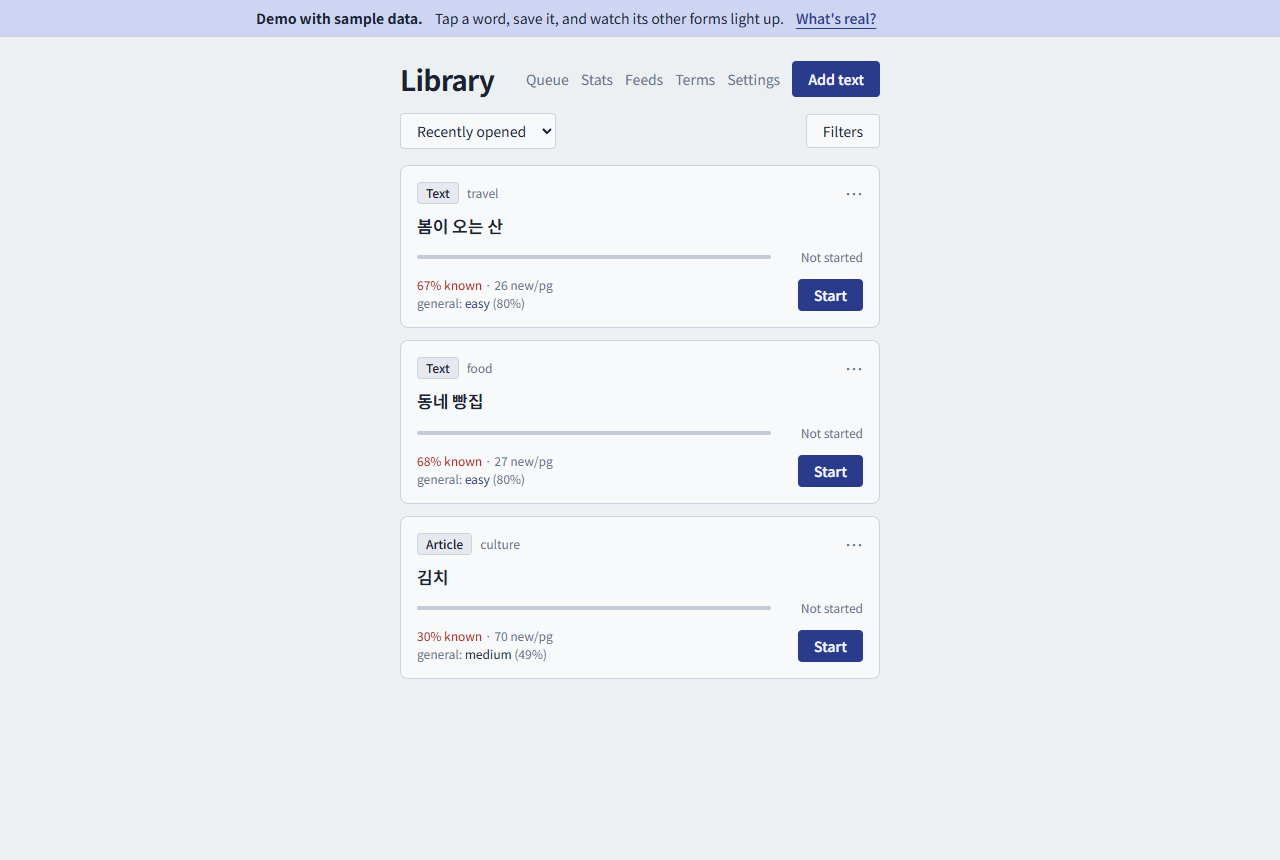 Demo with sample data. Tap a word, save it, and watch its other forms light up. What's real?
Library Queue Stats Feeds Terms Settings Add text
Recently opened Filters
Text travel ...
봄이 오는 산
Not started
67% known · 26 new/pg
general: easy (80%)
Start
Text food ...
동네 빵집
Not started
68% known · 27 new/pg
general: easy (80%)
Start
Article culture ...
김치
Not started
30% known · 70 new/pg
general: medium (49%)
Start